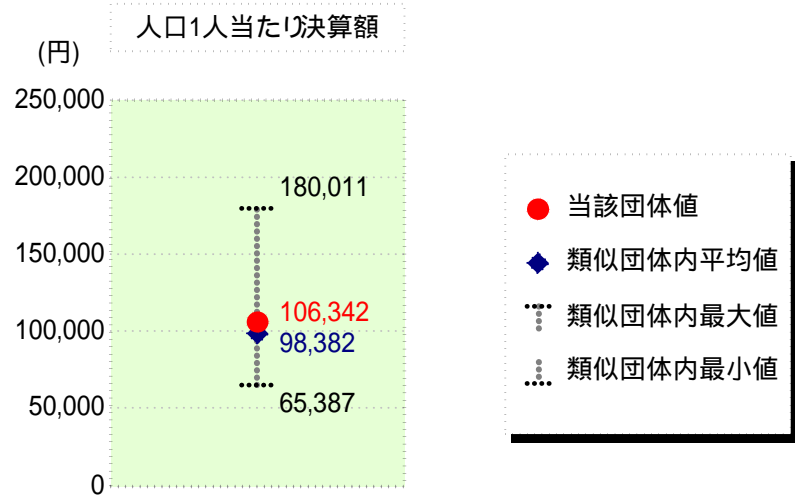 人口1人当たり決算額
(円)
250,000
200,000
180,011
150,000
106,342
100,000
98,382
50,000
65,387
0
当該団体値
類似団体内平均値
類似団体内最大値
類似団体内最小値